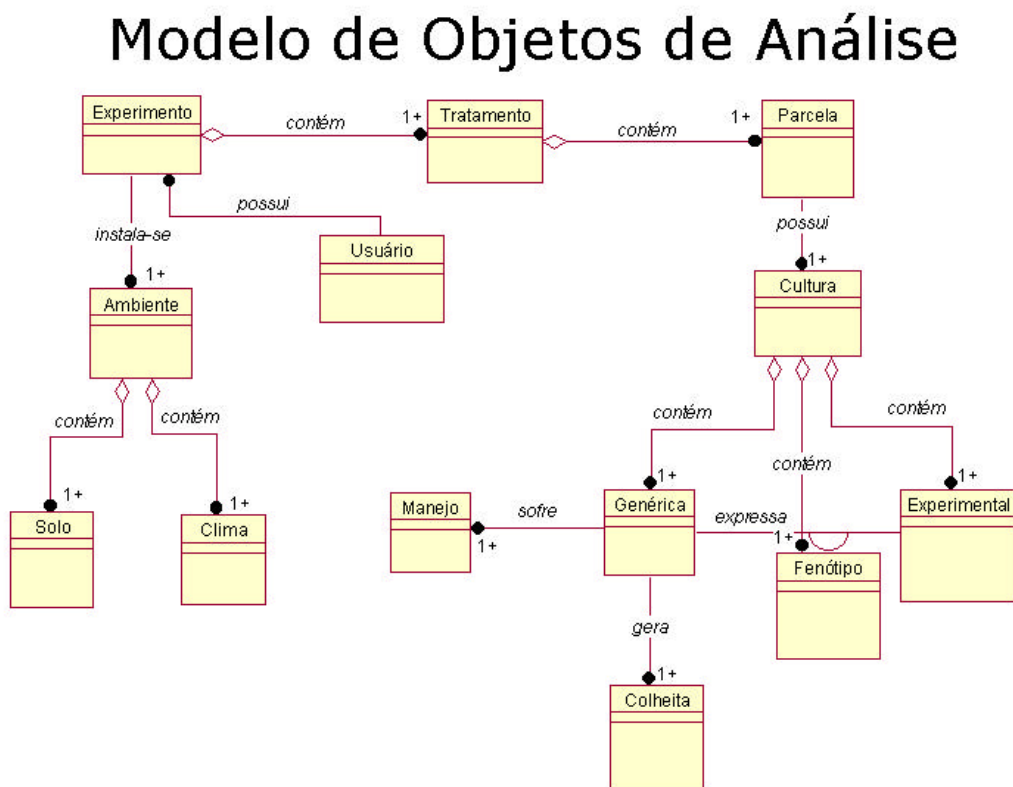 Modelo de Objetos de Análise
Experimento
contém
1+
Tratamento
contém
1+
Parcela
possui
instala-se
1+
Usuário
possui
1+
Ambiente
Cultura
contém
contém
contém
contém
contém
1+
Solo
1+
Clima
Manejo
1+
sofre
1+
Genérica
expressa
1+
Fenótipo
1+
Experimental
gera
1+
Colheita